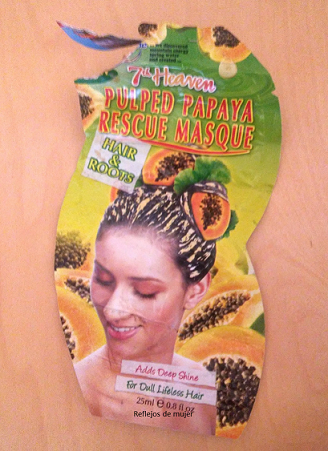 7th Heaven
PULPED PAPAYA
RESCUE MASQUE
HAIR
&
ROOTS
Adds Deep Shine
For Dull Lifeless Hair
25ml e 0.8 fl oz
Reflejos de mujer